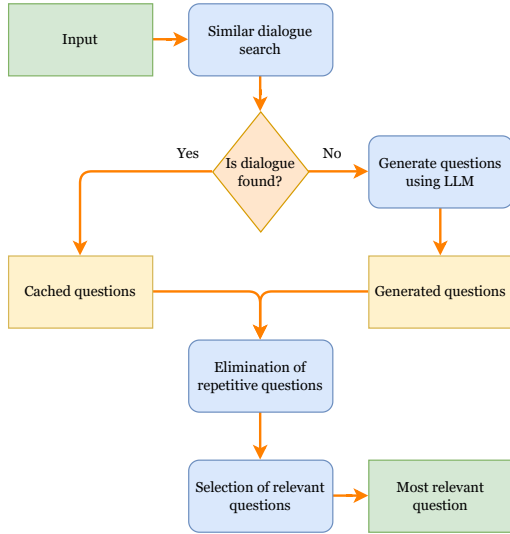 Input
Similar dialogue
search
Is dialogue
found?
Yes
No
Generate questions
using LLM
Cached questions
Generated questions
Elimination of
repetitive questions
Selection of relevant
questions
Most relevant
question